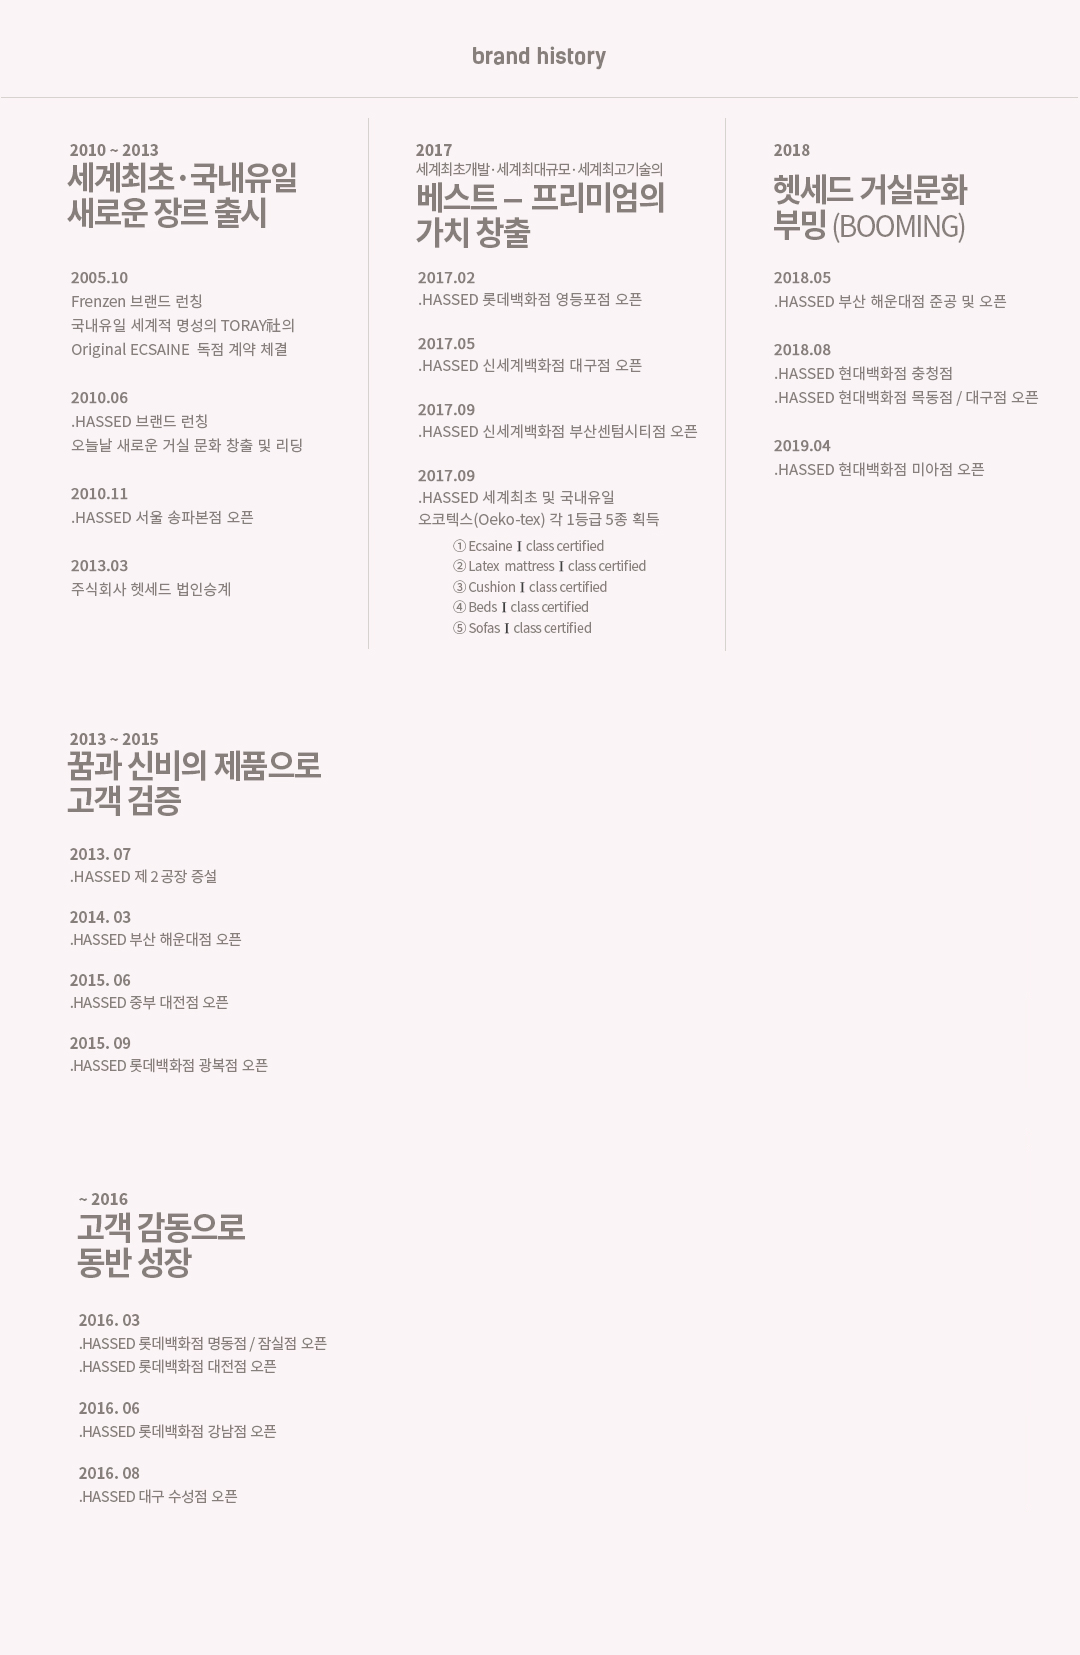 brand history
2010 ~ 2013
세계최초·국내유일
새로운 장르 출시
2005.10
Frenzen 브랜드 런칭
국내유일 세계적 명성의 TORAY社의
Original ECSAINE 독점 계약 체결
2010.06
.HASSED 브랜드 런칭
오늘날 새로운 거실 문화 창출 및 리딩
2010.11
.HASSED 서울 송파본점 오픈
2013.03
주식회사 헷세드 법인승계
2013 ~ 2015
꿈과 신비의 제품으로
고객 검증
2013. 07
.HASSED 제 2 공장 증설
2014. 03
.HASSED 부산 해운대점 오픈
2015. 06
.HASSED 중부 대전점 오픈
2015. 09
.HASSED 롯데백화점 광복점 오픈
~ 2016
고객 감동으로
동반 성장
2016. 03
.HASSED 롯데백화점 명동점 / 잠실점 오픈
.HASSED 롯데백화점 대전점 오픈
2016. 06
.HASSED 롯데백화점 강남점 오픈
2016. 08
.HASSED 대구 수성점 오픈
2017
세계최초개발·세계최대규모·세계최고기술의
베스트 – 프리미엄의
가치 창출
2017.02
.HASSED 롯데백화점 영등포점 오픈
2017.05
.HASSED 신세계백화점 대구점 오픈
2017.09
.HASSED 신세계백화점 부산센텀시티점 오픈
2017.09
.HASSED 세계최초 및 국내유일
오코텍스(Oeko-tex) 각 1등급 5종 획득
① Ecsaine I class certified
② Latex mattress I class certified
③ Cushion I class certified
④ Beds I class certified
⑤ Sofas I class certified
2018
헷세드 거실문화
부밍 (BOOMING)
2018.05
.HASSED 부산 해운대점 준공 및 오픈
2018.08
.HASSED 현대백화점 충청점
.HASSED 현대백화점 목동점 / 대구점 오픈
2019.04
.HASSED 현대백화점 미아점 오픈